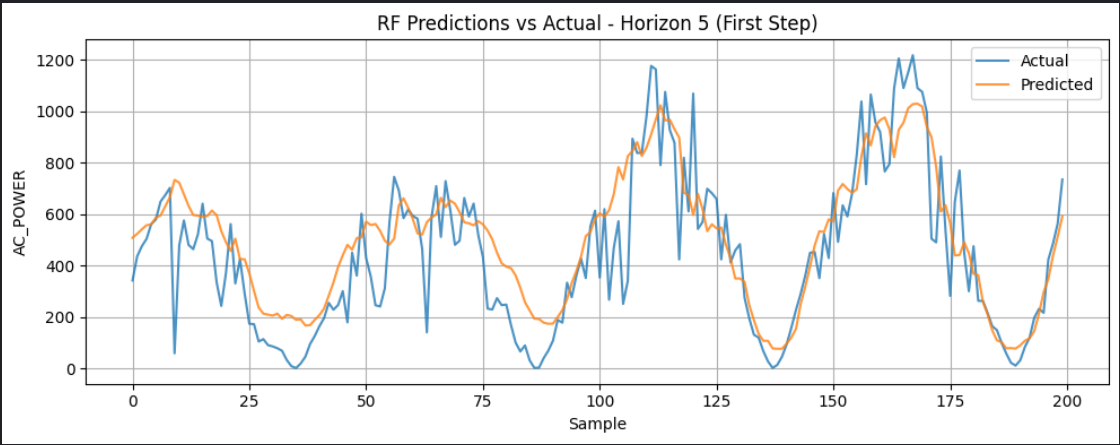 RF Predictions vs Actual - Horizon 5 (First Step)
1200
1000
800
600
400
200
0
AC_POWER
Actual
Predicted
0 25 50 75 100 125 150 175 200
Sample